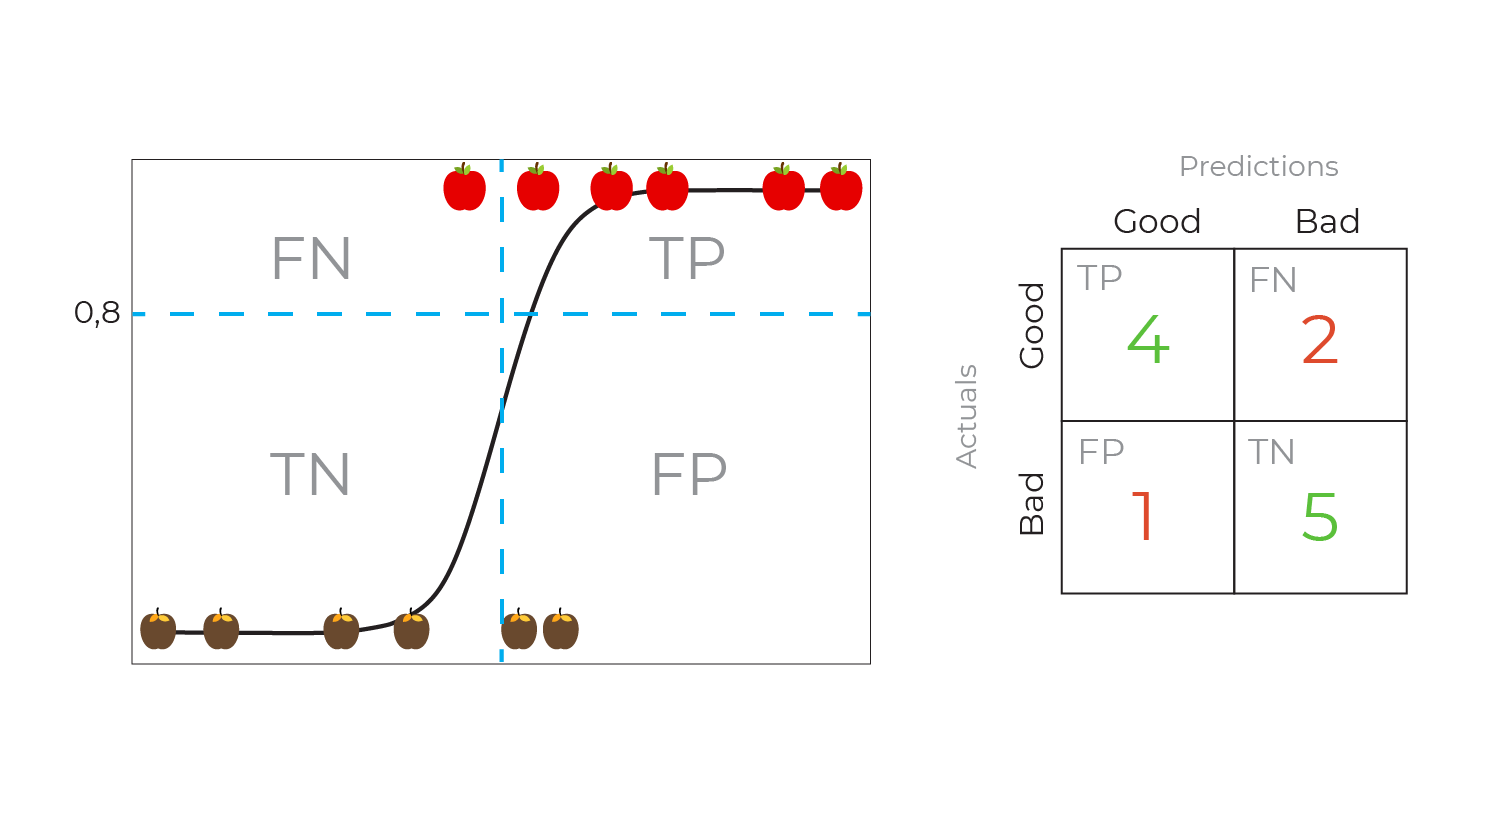 FN
TP
0,8
TN
FP
Predictions
Good
Bad
Actuals
Good
TP
4
FN
2
Bad
FP
1
TN
5